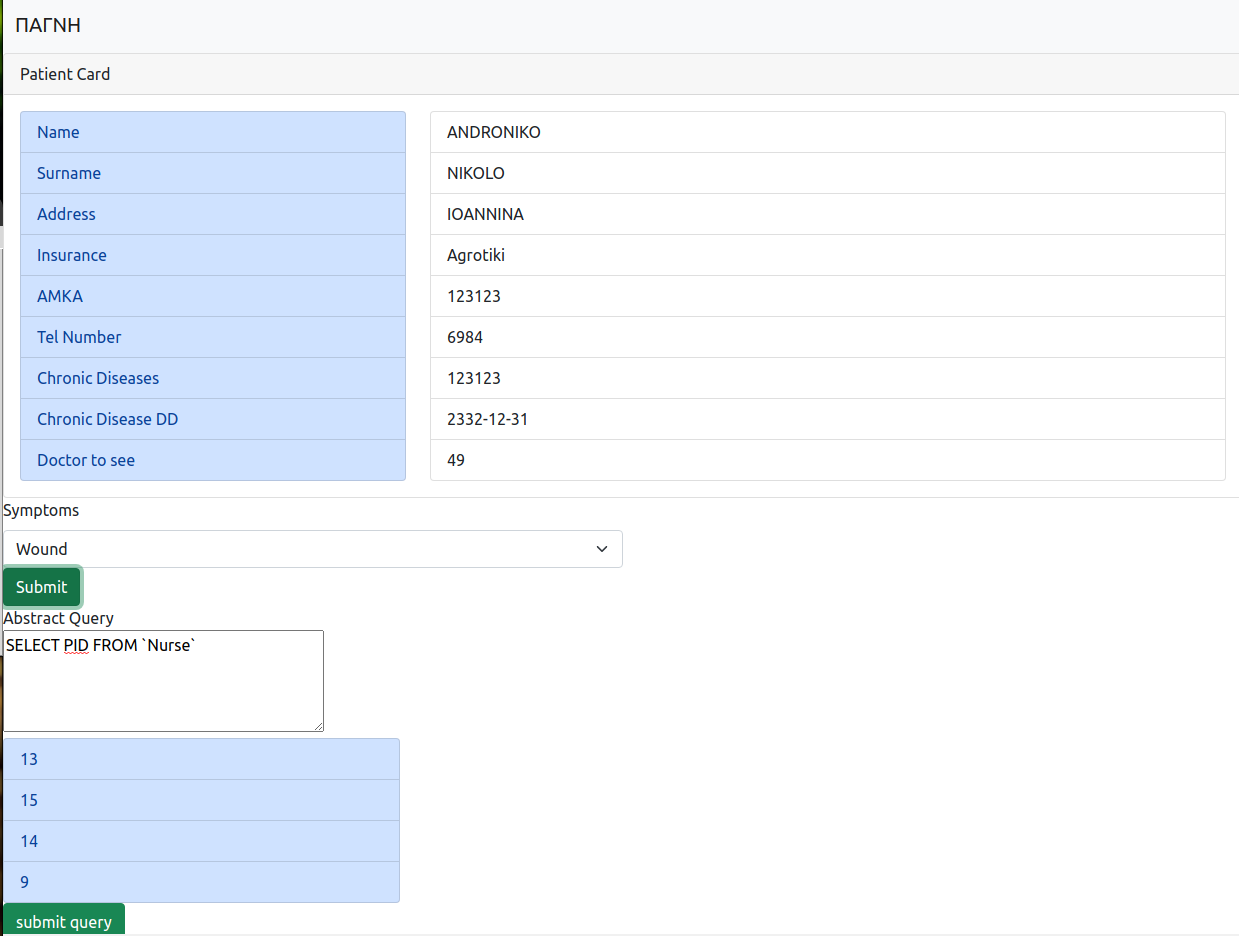 ΠΑΓΝΗ
Patient Card
Name ANDRONIKO
Surname NIKOLO
Address IOANNINA
Insurance Agrotiki
AMKA 123123
Tel Number 6984
Chronic Diseases 123123
Chronic Disease DD 2332-12-31
Doctor to see 49
Symptoms
Wound
Submit
Abstract Query
SELECT PID FROM `Nurse`
13
15
14
9
submit query